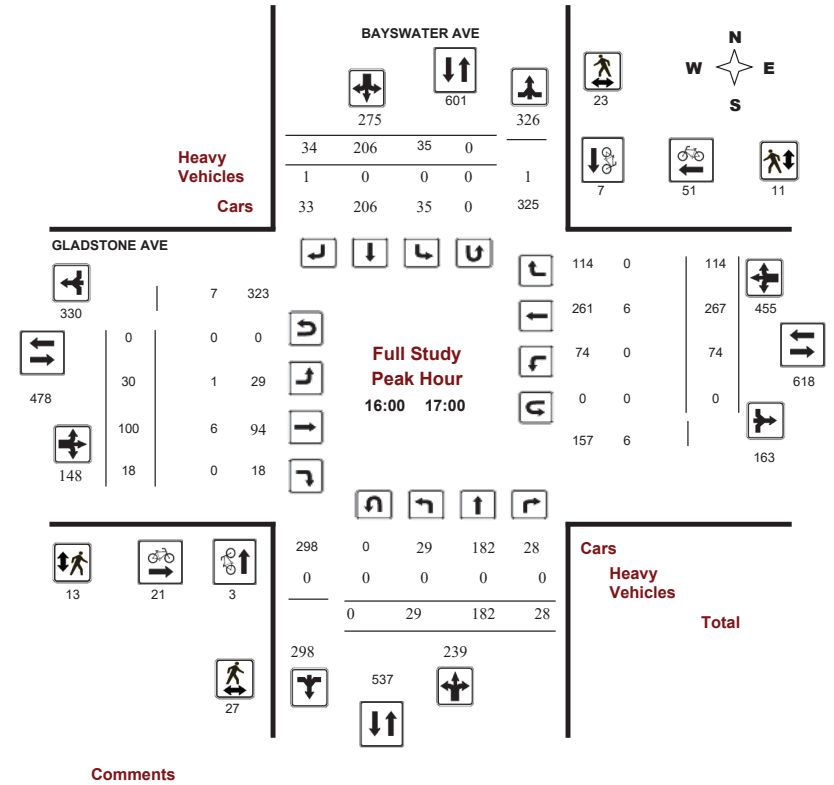 BAYSWATER AVE
N
W E
S
601
23
275 326
34 206 35 0
Heavy
Vehicles
1 0 0 0 1
Cars
33 206 35 0 325
7 51 11
GLADSTONE AVE
330
7 323
114 0 114
455
261 6 267
0 0 0
478
30 1 29
Full Study
Peak Hour
16:00 17:00
74 0 74
618
0 0 0
100 6 94
148
18 0 18
157 6
163
298 0 29 182 28
Cars
0 0 0 0 0
Heavy
Vehicles
13 21 3
0 29 182 28
Total
298 239
537
27
Comments